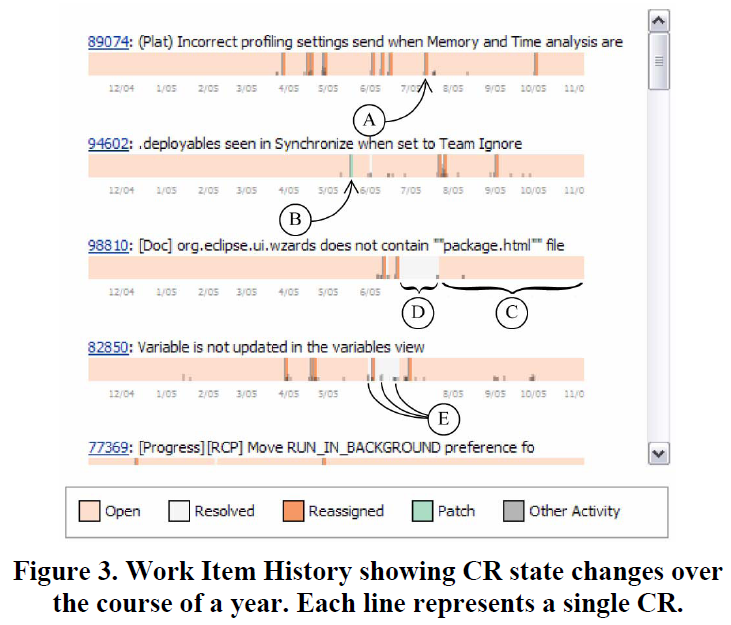 89074: (Plat) Incorrect profiling settings send when Memory and Time analysis are
12/04 1/05 2/05 3/05 4/05 5/05 6/05 7/05 8/05 9/05 10/05 11/0
A
94602: .deployables seen in Synchronize when set to Team Ignore
12/04 1/05 2/05 3/05 4/05 5/05 6/05 7/05 8/05 9/05 10/05 11/0
B
98810: [Doc] org.eclipse.ui.wzards does not contain ""package.html"" file
12/04 1/05 2/05 3/05 4/05 5/05 6/05
D C
82850: Variable is not updated in the variables view
12/04 1/05 2/05 3/05 4/05 5/05 8/05 9/05 10/05 11/0
E
77369: [Progress][RCP] Move RUN_IN_BACKGROUND preference fo
Open Resolved Reassigned Patch Other Activity
Figure 3. Work Item History showing CR state changes over
the course of a year. Each line represents a single CR.